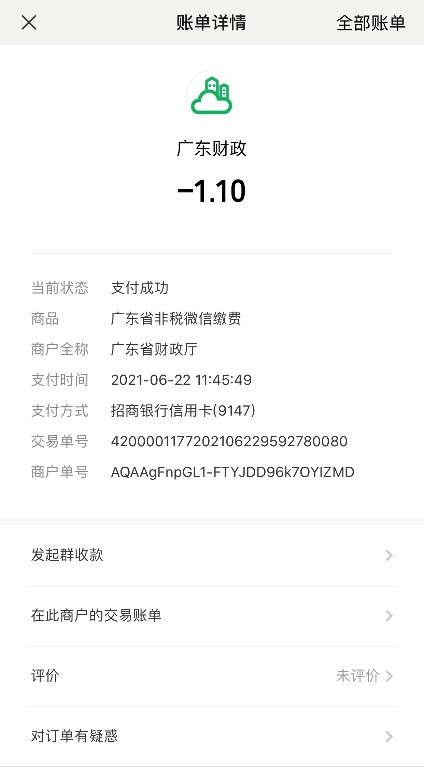 账单详情 全部账单
广东财政
-1.10
当前状态 支付成功
商品 广东省非税微信缴费
商户全称 广东省财政厅
支付时间 2021-06-22 11:45:49
支付方式 招商银行信用卡(9147)
交易单号 4200001177202106229592780080
商户单号 AQAAgFnpGL1-FTYJDD96k7OYIZMD
发起群收款
在此商户的交易账单
评价 未评价
对订单有疑惑